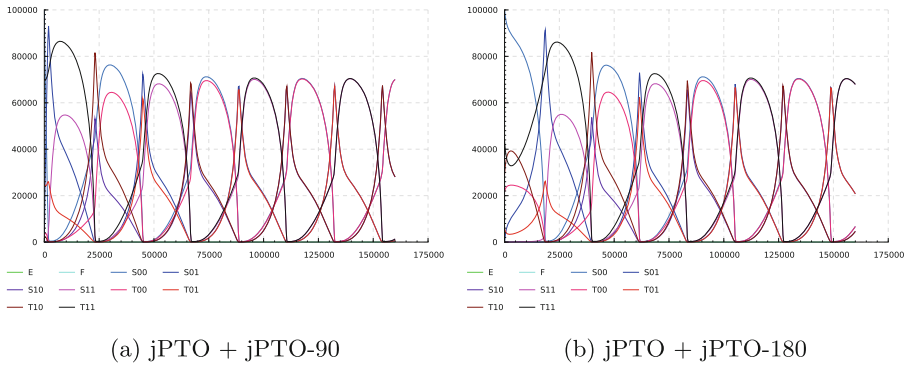 100000
80000
60000
40000
20000
0
0 25000 50000 75000 100000 125000 150000 175000
E F S00 S01
S10 S11 T00 T01
T10 T11
(a) jPTO + jPTO-90
100000
80000
60000
40000
20000
0
0 25000 50000 75000 100000 125000 150000 175000
E F S00 S01
S10 S11 T00 T01
T10 T11
(b) jPTO + jPTO-180